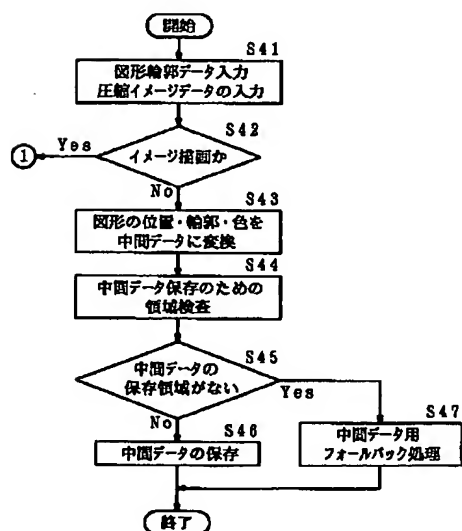 開始
S41
図形輪郭データ入力
圧縮イメージデータの入力
S42
イメージ描画か
Yes
①
No
S43
図形の位置・輪郭・色を
中間データに変換
S44
中間データ保存のための
領域検査
S45
中間データの
保存領域がない
Yes
No
S46
中間データの保存
S47
中間データ用
フォールバック処理
終了